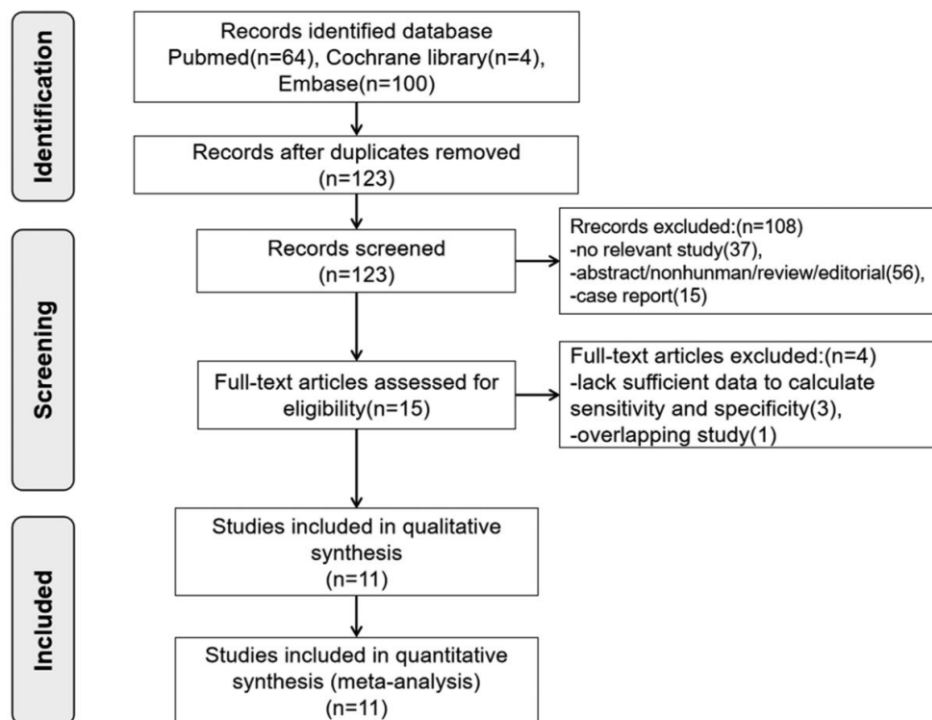 Identification
Records identified database
Pubmed(n=64), Cochrane library(n=4),
Embase(n=100)
Records after duplicates removed
(n=123)
Screening
Records screened
(n=123)
Rrecords excluded:(n=108)
-no relevant study(37),
-abstract/nonhunman/review/editorial(56),
-case report(15)
Full-text articles assessed for
eligibility(n=15)
Full-text articles excluded:(n=4)
-lack sufficient data to calculate
sensitivity and specificity(3),
-overlapping study(1)
Included
Studies included in qualitative
synthesis
(n=11)
Studies included in quantitative
synthesis (meta-analysis)
(n=11)